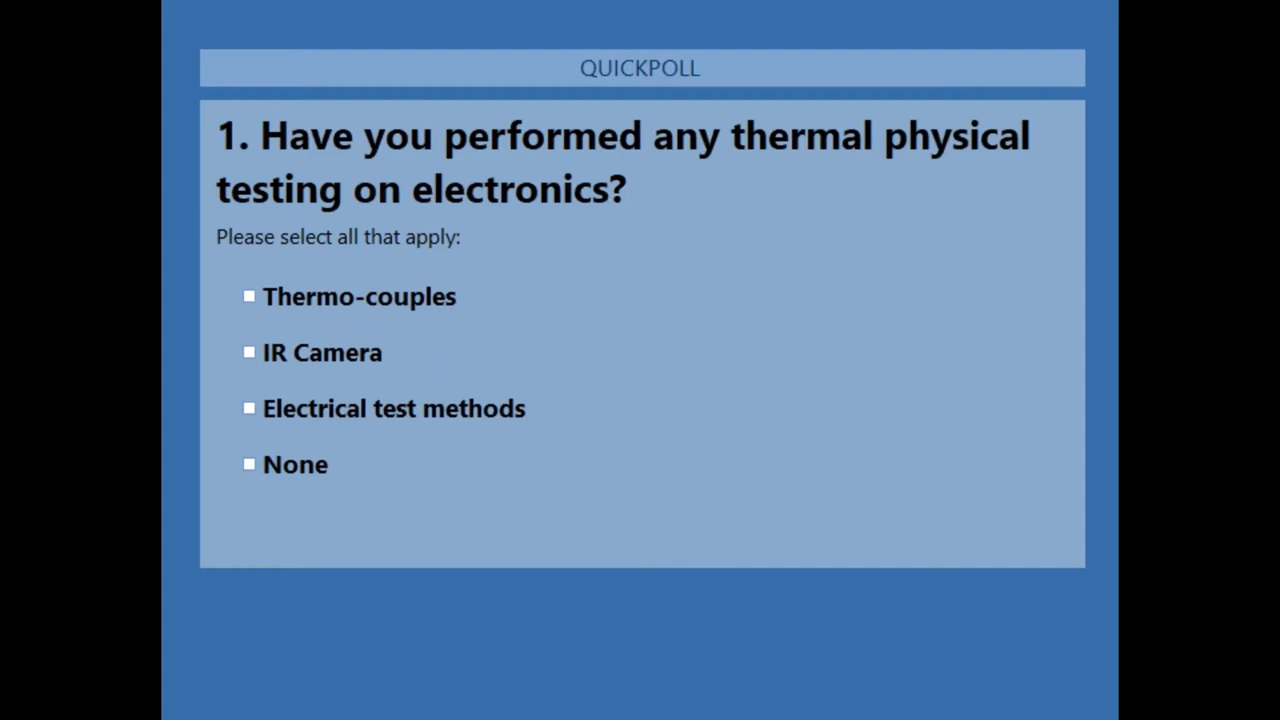 QUICKPOLL
1. Have you performed any thermal physical
testing on electronics?
Please select all that apply:
Thermo-couples
IR Camera
Electrical test methods
None